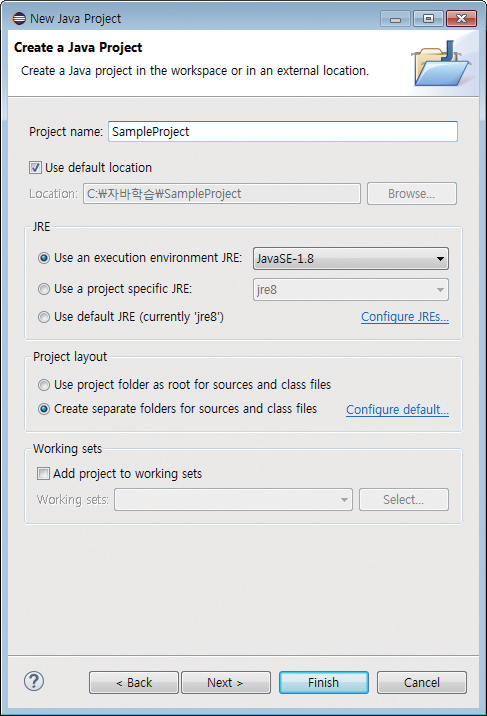 New Java Project
Create a Java Project
Create a Java project in the workspace or in an external location.
Project name: SampleProject
Use default location
Location: C:₩자바학습₩SampleProject Browse...
JRE
Use an execution environment JRE: JavaSE-1.8
Use a project specific JRE: jre8
Use default JRE (currently 'jre8') Configure JREs...
Project layout
Use project folder as root for sources and class files
Create separate folders for sources and class files Configure default...
Working sets
Add project to working sets
Working sets: Select...
? < Back Next > Finish Cancel